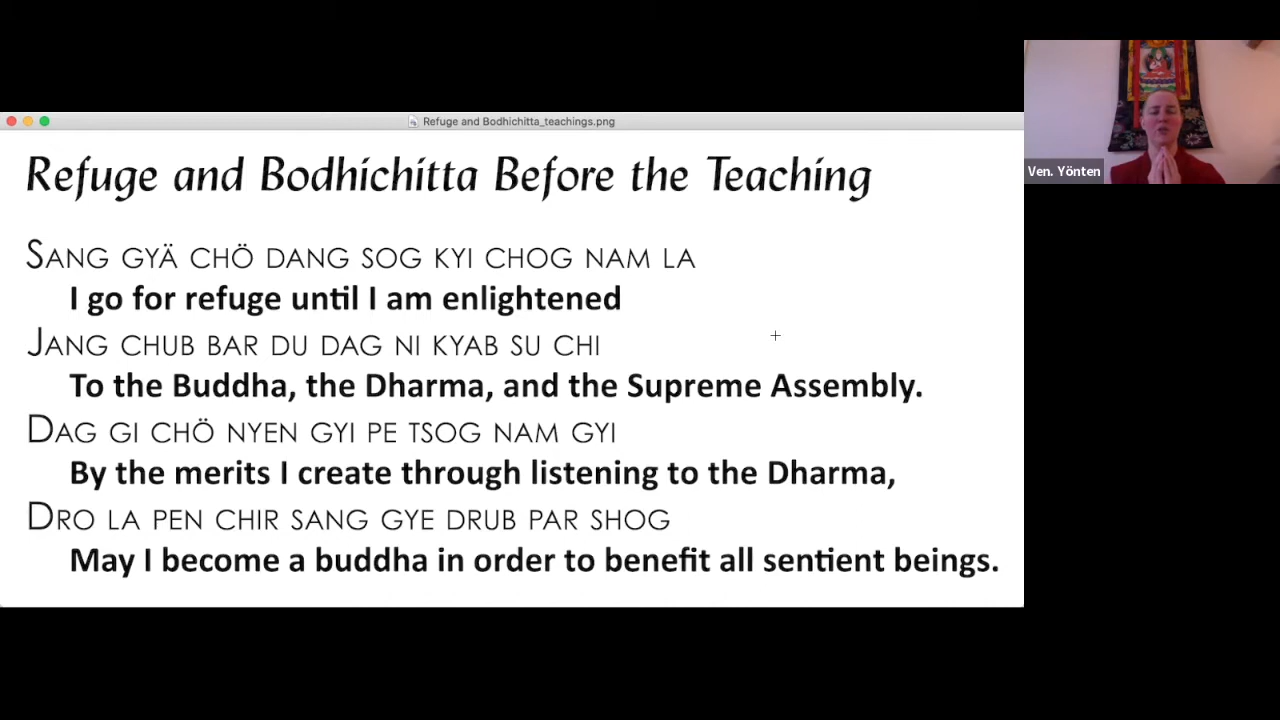 Refuge and Bodhichitta_teachings.png
Refuge and Bodhichitta Before the Teaching
SANG GYÄ CHÖ DANG SOG KYI CHOG NAM LA
I go for refuge until I am enlightened
JANG CHUB BAR DU DAG NI KYAB SU CHI
To the Buddha, the Dharma, and the Supreme Assembly.
DAG GI CHÖ NYEN GYI PE TSOG NAM GYI
By the merits I create through listening to the Dharma,
DRO LA PEN CHIR SANG GYE DRUB PAR SHOG
May I become a buddha in order to benefit all sentient beings.
Ven. Yönten